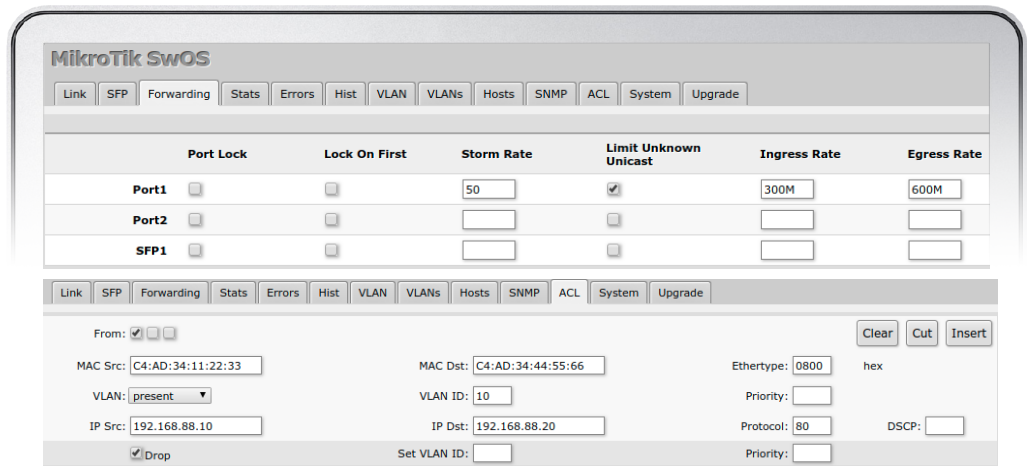 MikroTik SwOS
Link SFP Forwarding Stats Errors Hist VLAN VLANs Hosts SNMP ACL System Upgrade
Port Lock Lock On First Storm Rate Limit Unknown Unicast Ingress Rate Egress Rate
Port1 50 300M 600M
Port2
SFP1
Link SFP Forwarding Stats Errors Hist VLAN VLANs Hosts SNMP ACL System Upgrade
From: Clear Cut Insert
MAC Src: C4:AD:34:11:22:33 MAC Dst: C4:AD:34:44:55:66 Ethertype: 0800 hex
VLAN: present VLAN ID: 10 Priority:
IP Src: 192.168.88.10 IP Dst: 192.168.88.20 Protocol: 80 DSCP:
Drop Set VLAN ID: Priority: